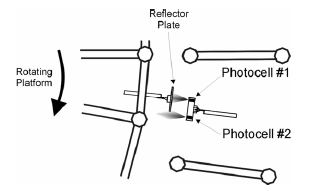 Reflector
Plate
Rotating
Platform
Photocell #1
Photocell #2